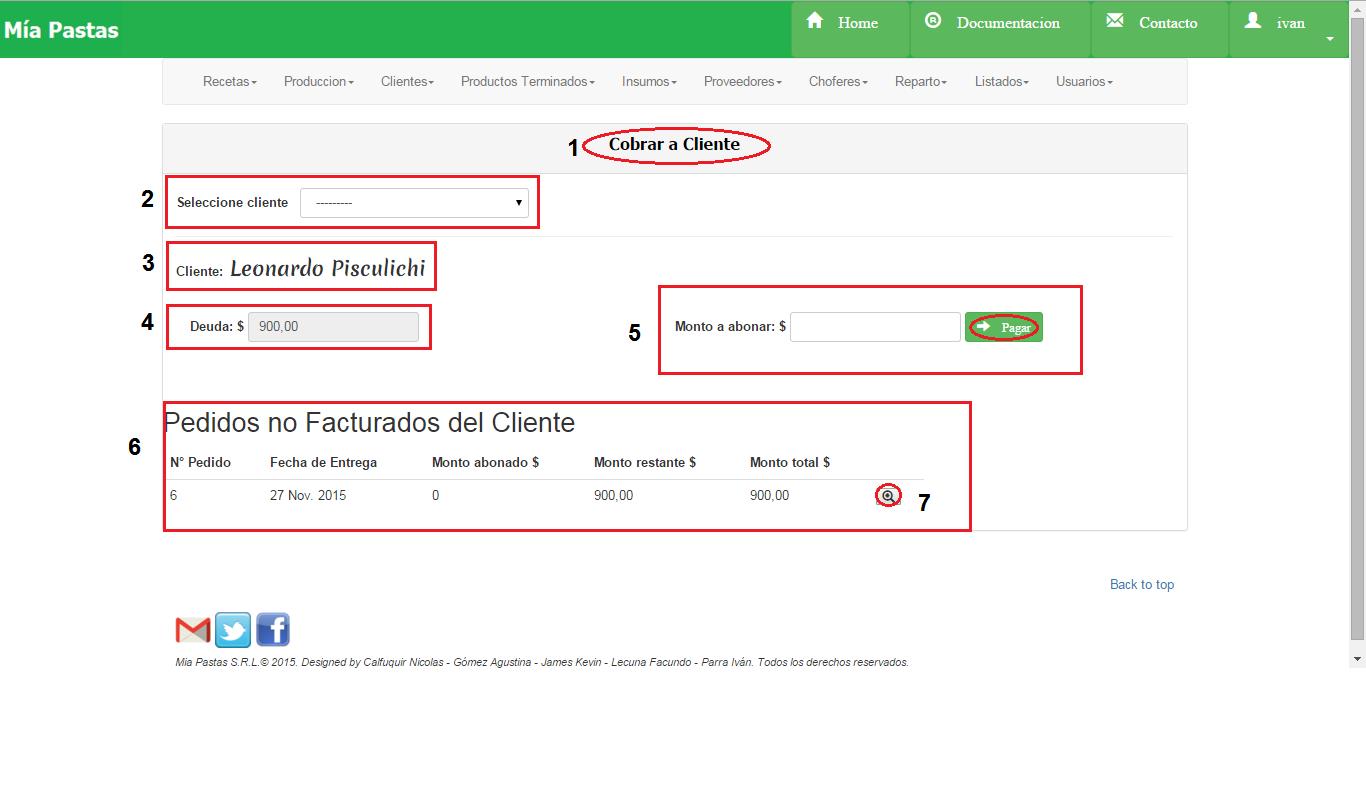 Mía Pastas
Home
Documentacion
Contacto
ivan
Recetas Produccion Clientes Productos Terminados Insumos Proveedores Choferes Reparto Listados Usuarios
1 Cobrar a Cliente
2 Seleccione cliente ---------
3 Cliente: Leonardo Pisculichi
4 Deuda: $ 900,00
5 Monto a abonar: $ Pagar
6 Pedidos no Facturados del Cliente
N° Pedido Fecha de Entrega Monto abonado $ Monto restante $ Monto total $
6 27 Nov. 2015 0 900,00 900,00 7
Back to top
Mia Pastas S.R.L.© 2015. Designed by Calfuquir Nicolas - Gómez Agustina - James Kevin - Lecuna Facundo - Parra Iván. Todos los derechos reservados.